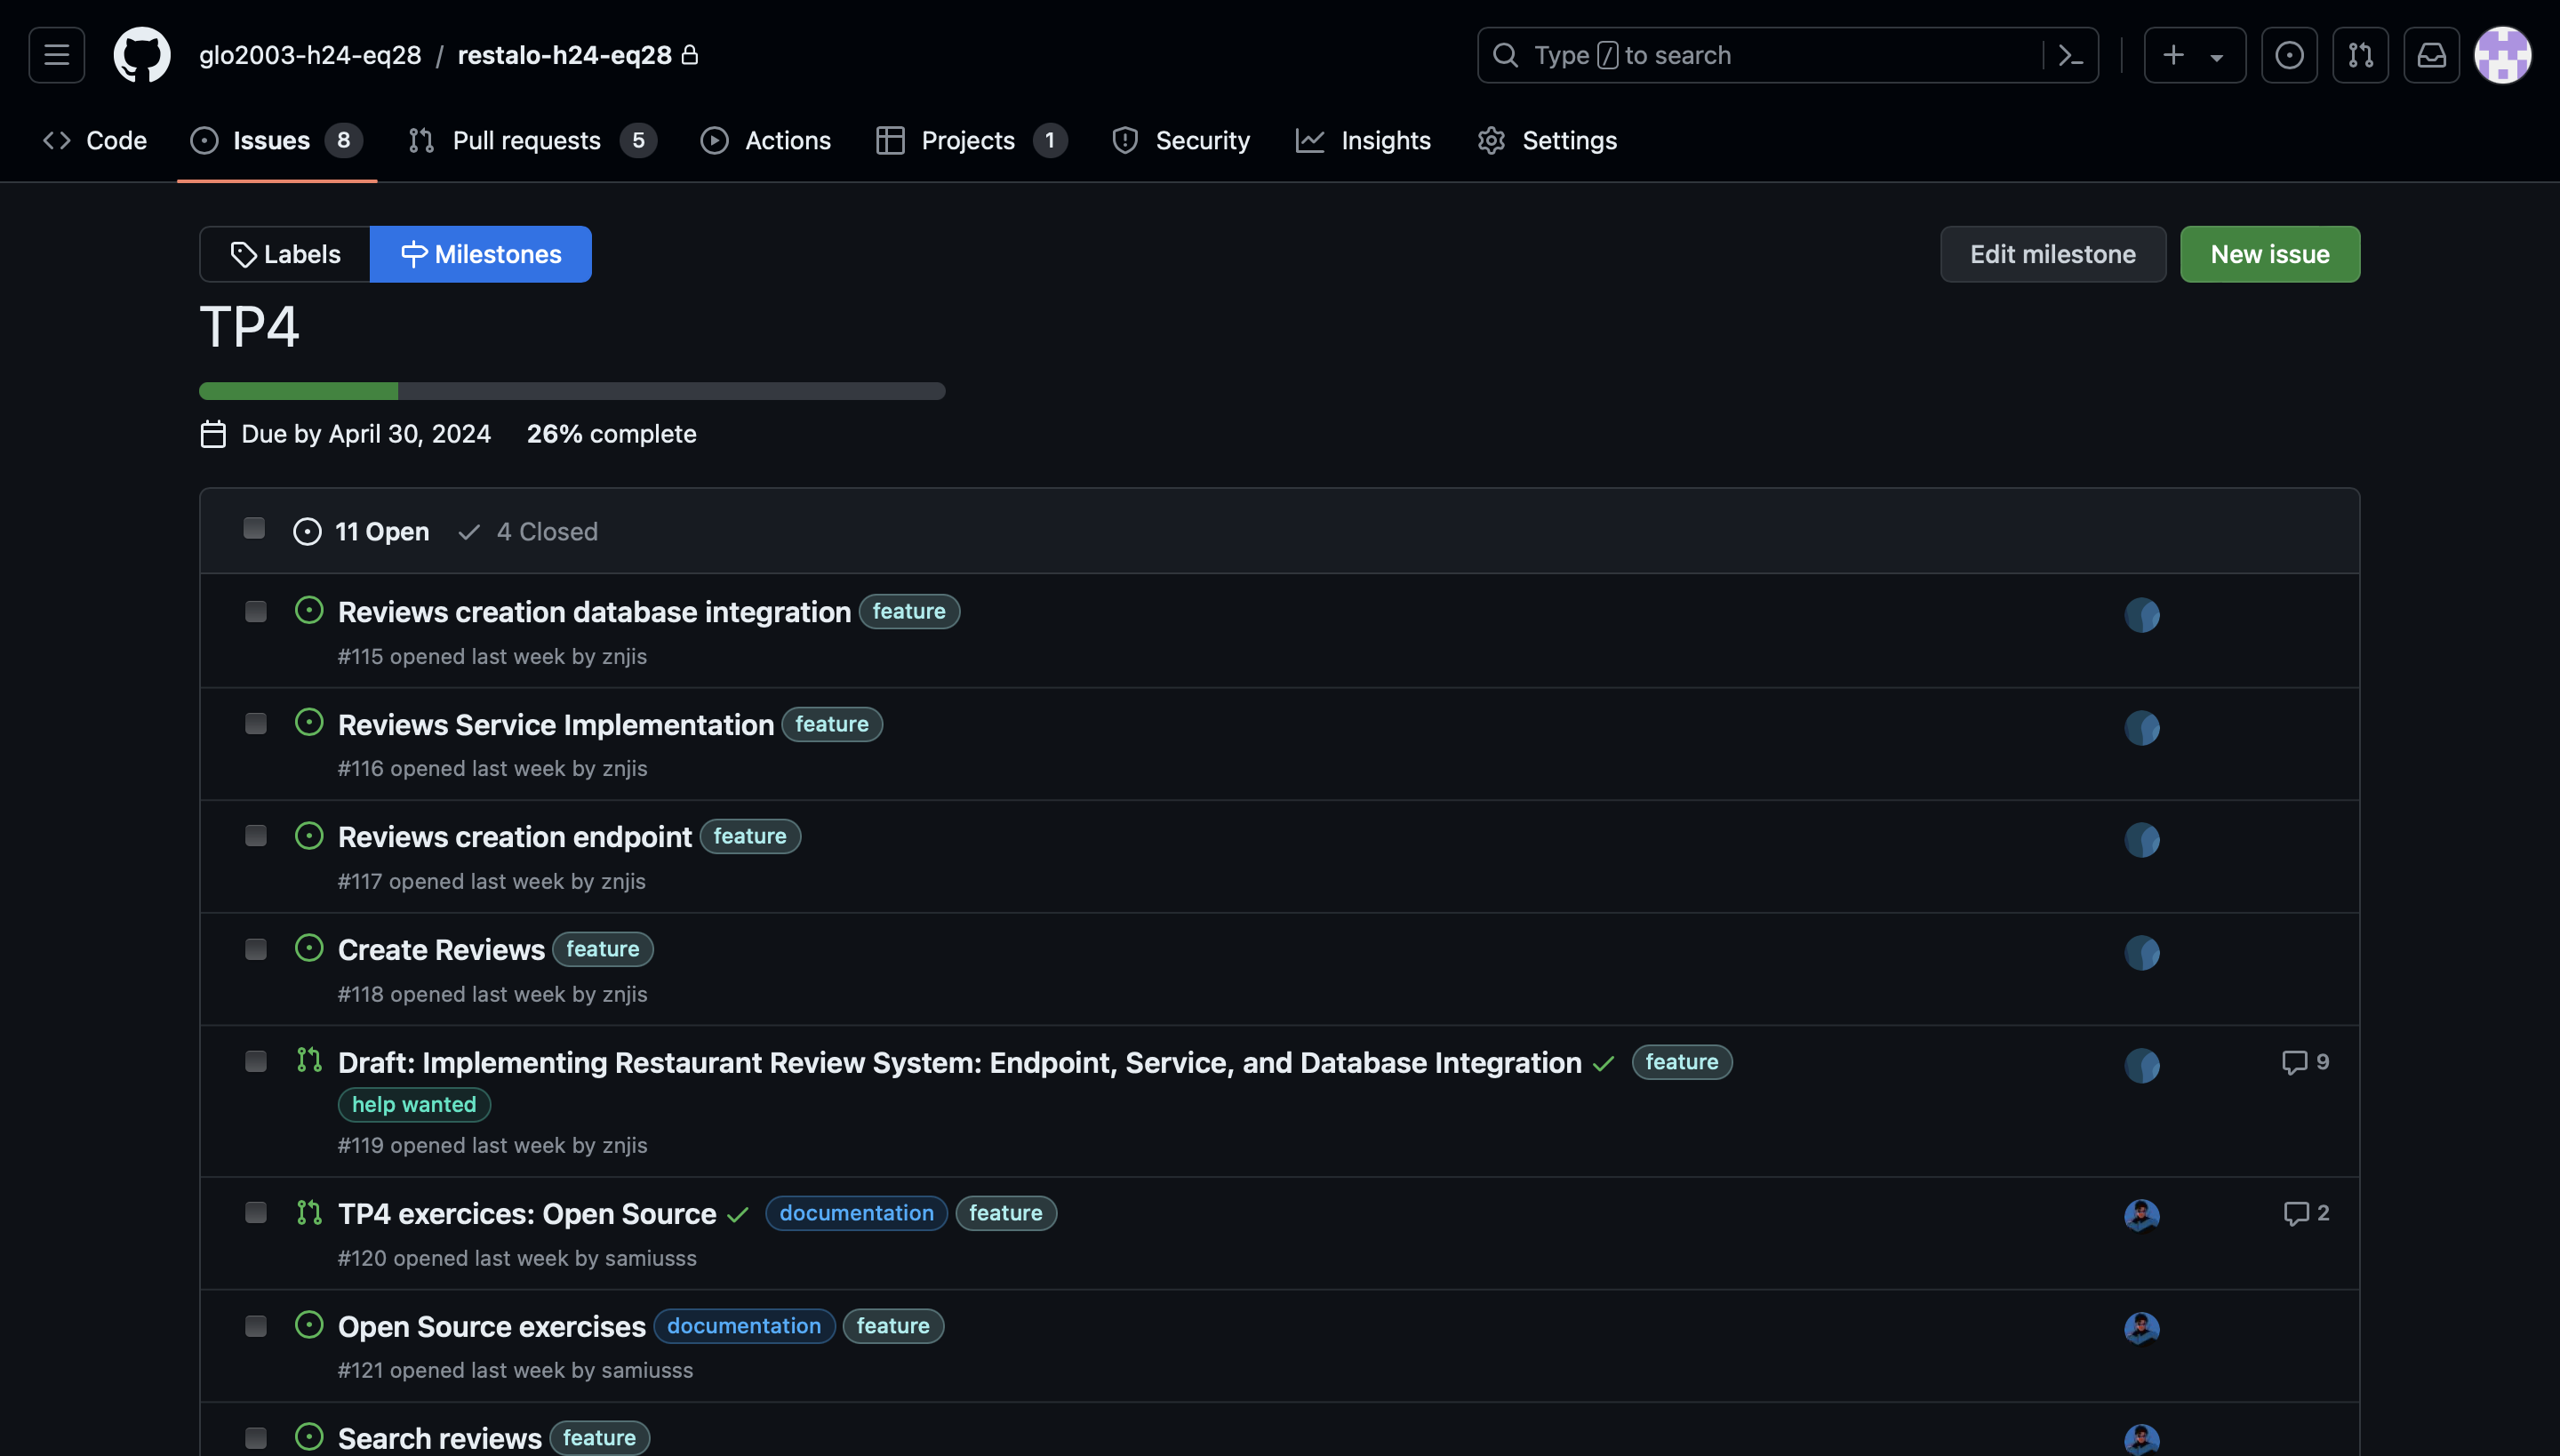 glo2003-h24-eq28 / restalo-h24-eq28
Type / to search
Code
Issues 8
Pull requests 5
Actions
Projects 1
Security
Insights
Settings
Labels
Milestones
Edit milestone
New issue
TP4
Due by April 30, 2024 26% complete
11 Open 4 Closed
Reviews creation database integration feature
#115 opened last week by znjis
Reviews Service Implementation feature
#116 opened last week by znjis
Reviews creation endpoint feature
#117 opened last week by znjis
Create Reviews feature
#118 opened last week by znjis
Draft: Implementing Restaurant Review System: Endpoint, Service, and Database Integration feature 9
help wanted
#119 opened last week by znjis
TP4 exercices: Open Source documentation feature 2
#120 opened last week by samiusss
Open Source exercises documentation feature
#121 opened last week by samiusss
Search reviews feature